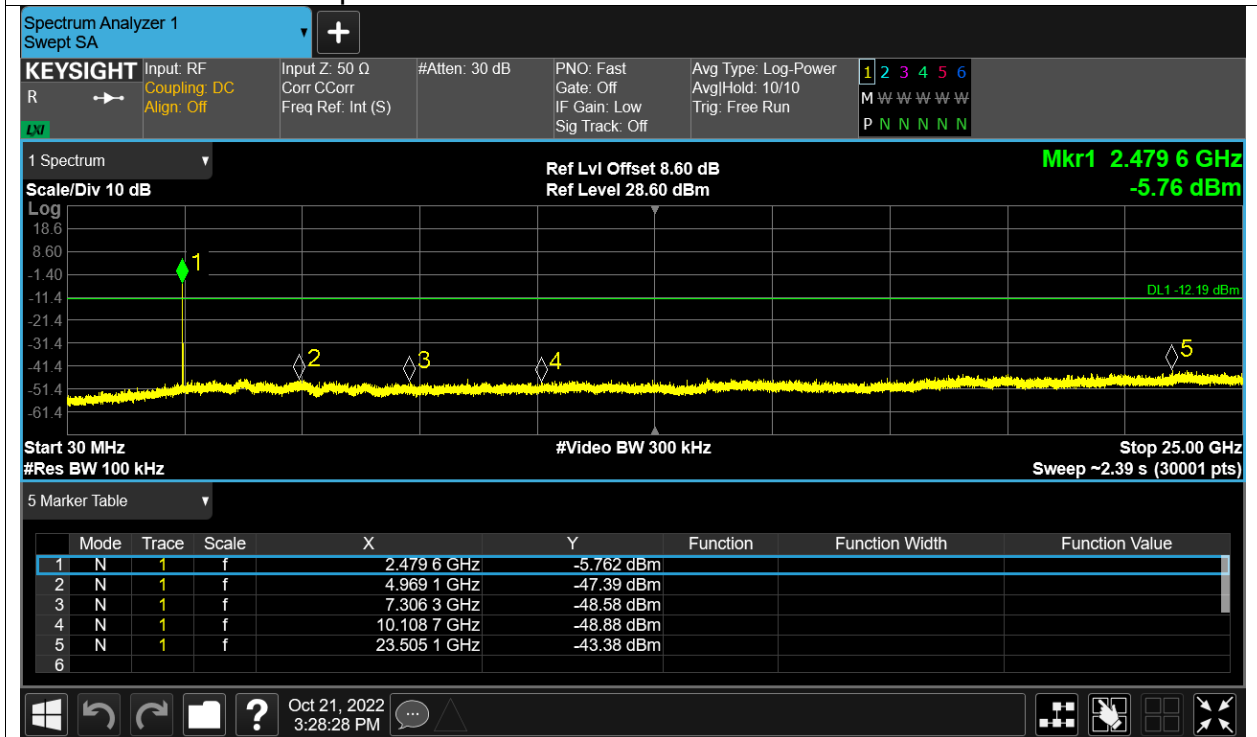 Spectrum Analyzer 1
Swept SA
+
KEYSIGHT Input: RF Input Z: 50 Ω #Atten: 30 dB PNO: Fast Avg Type: Log-Power 1 2 3 4 5 6
R Coupling: DC Corr CCorr Gate: Off Avg|Hold: 10/10 M W W W W W W
Align: Off Freq Ref: Int (S) IF Gain: Low Trig: Free Run
LXI Sig Track: Off P N N N N N N
1 Spectrum Ref Lvl Offset 8.60 dB Mkr1 2.479 6 GHz
Scale/Div 10 dB Ref Level 28.60 dBm -5.76 dBm
Log
18.6
8.60
1
-1.40
-11.4
DL1 -12.19 dBm
-21.4
-31.4
2 3 4 5
-41.4
-51.4
-61.4
Start 30 MHz #Video BW 300 kHz Stop 25.00 GHz
#Res BW 100 kHz Sweep ~2.39 s (30001 pts)
5 Marker Table
Mode Trace Scale X Y Function Function Width Function Value
1 N 1 f 2.479 6 GHz -5.762 dBm
2 N 1 f 4.969 1 GHz -47.39 dBm
3 N 1 f 7.306 3 GHz -48.58 dBm
4 N 1 f 10.108 7 GHz -48.88 dBm
5 N 1 f 23.505 1 GHz -43.38 dBm
6
? Oct 21, 2022
3:28:28 PM